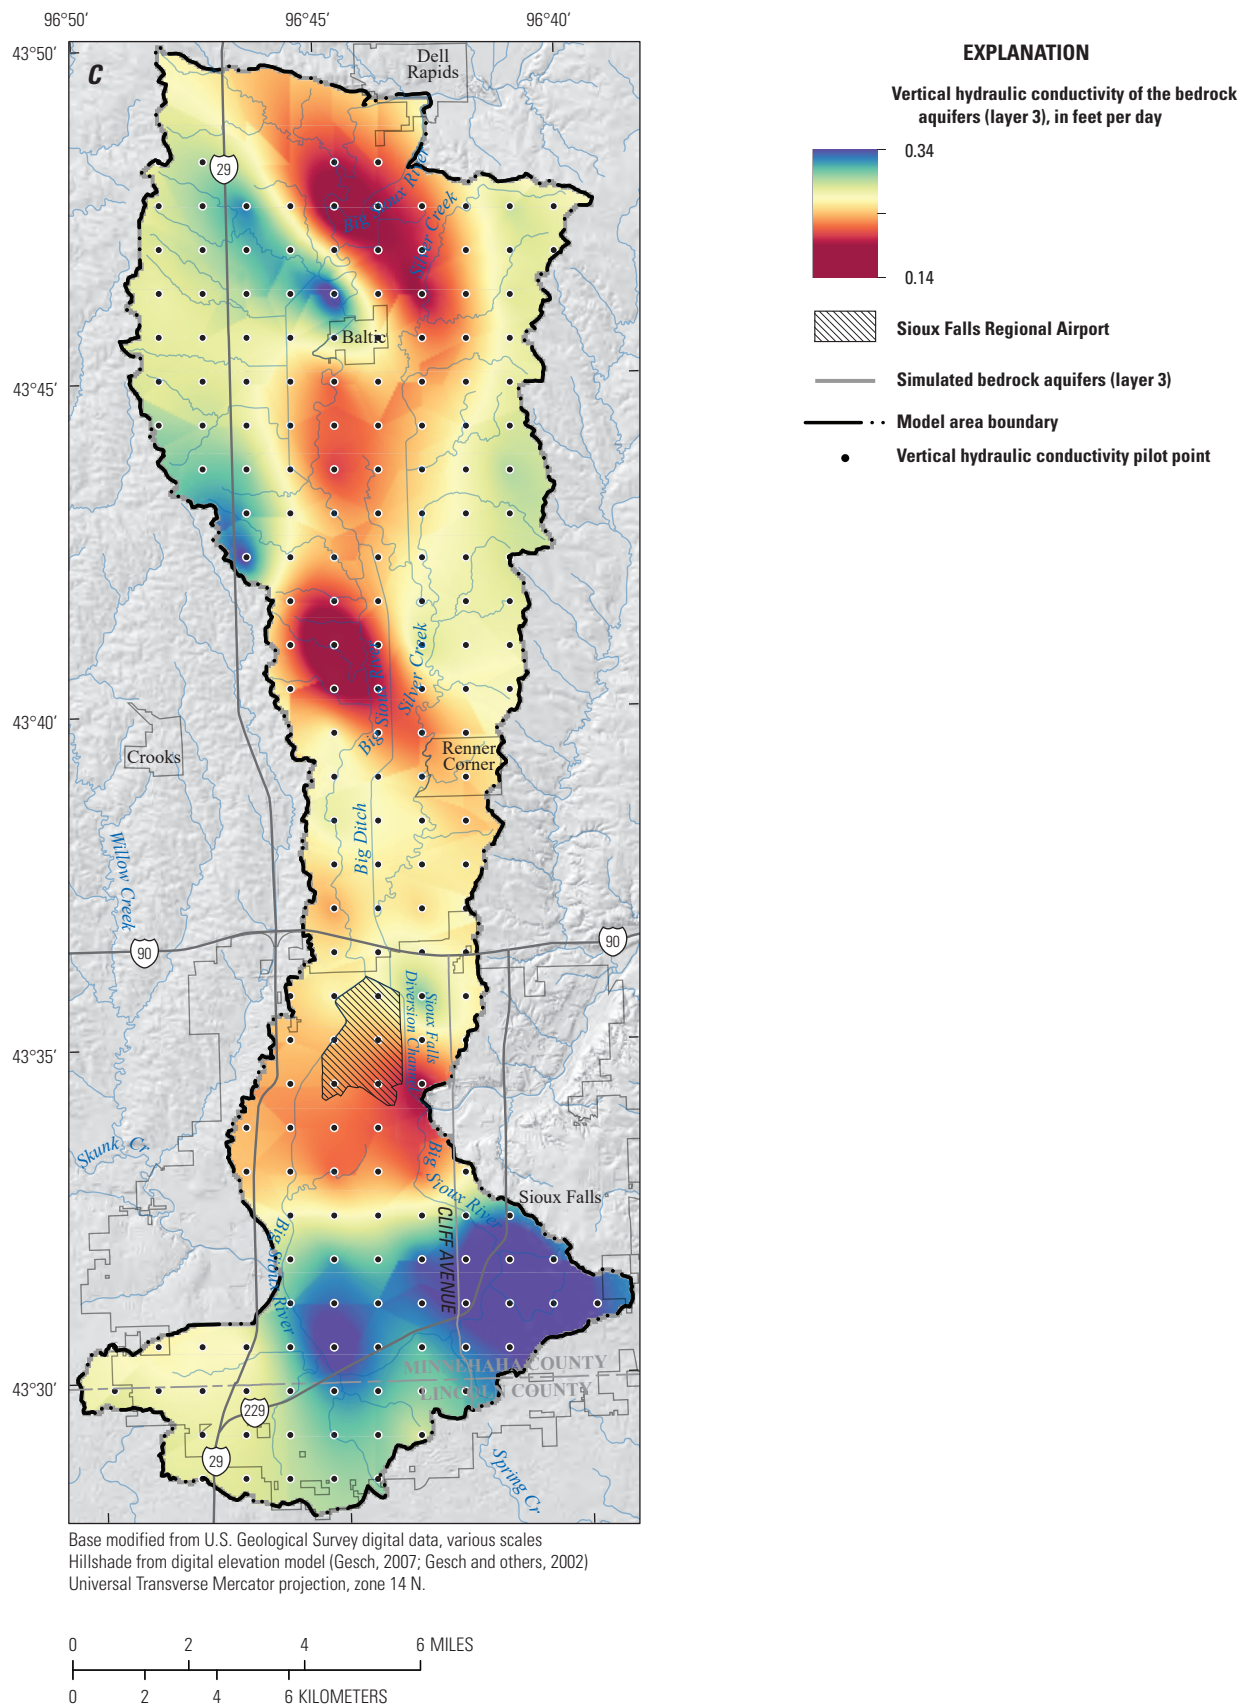 96°50′
96°45′
96°40′
43°50′
C
Dell
Rapids
29
Big Sioux River
Silver Creek
Baltic
43°45′
Big Sioux River
Silver Creek
43°40′
Crooks
Renner
Corner
Big Ditch
Willow Creek
90
90
Sioux Falls
Diversion Channel
43°35′
Skunk Cr
Big Sioux River
Sioux Falls
CLIFF AVENUE
Big Sioux River
MINNEHAHA COUNTY
LINCOLN COUNTY
43°30′
229
29
Spring Cr
EXPLANATION
Vertical hydraulic conductivity of the bedrock
aquifers (layer 3), in feet per day
0.34
0.14
Sioux Falls Regional Airport
Simulated bedrock aquifers (layer 3)
Model area boundary
Vertical hydraulic conductivity pilot point
Base modified from U.S. Geological Survey digital data, various scales
Hillshade from digital elevation model (Gesch, 2007; Gesch and others, 2002)
Universal Transverse Mercator projection, zone 14 N.
0 2 4 6 MILES
0 2 4 6 KILOMETERS